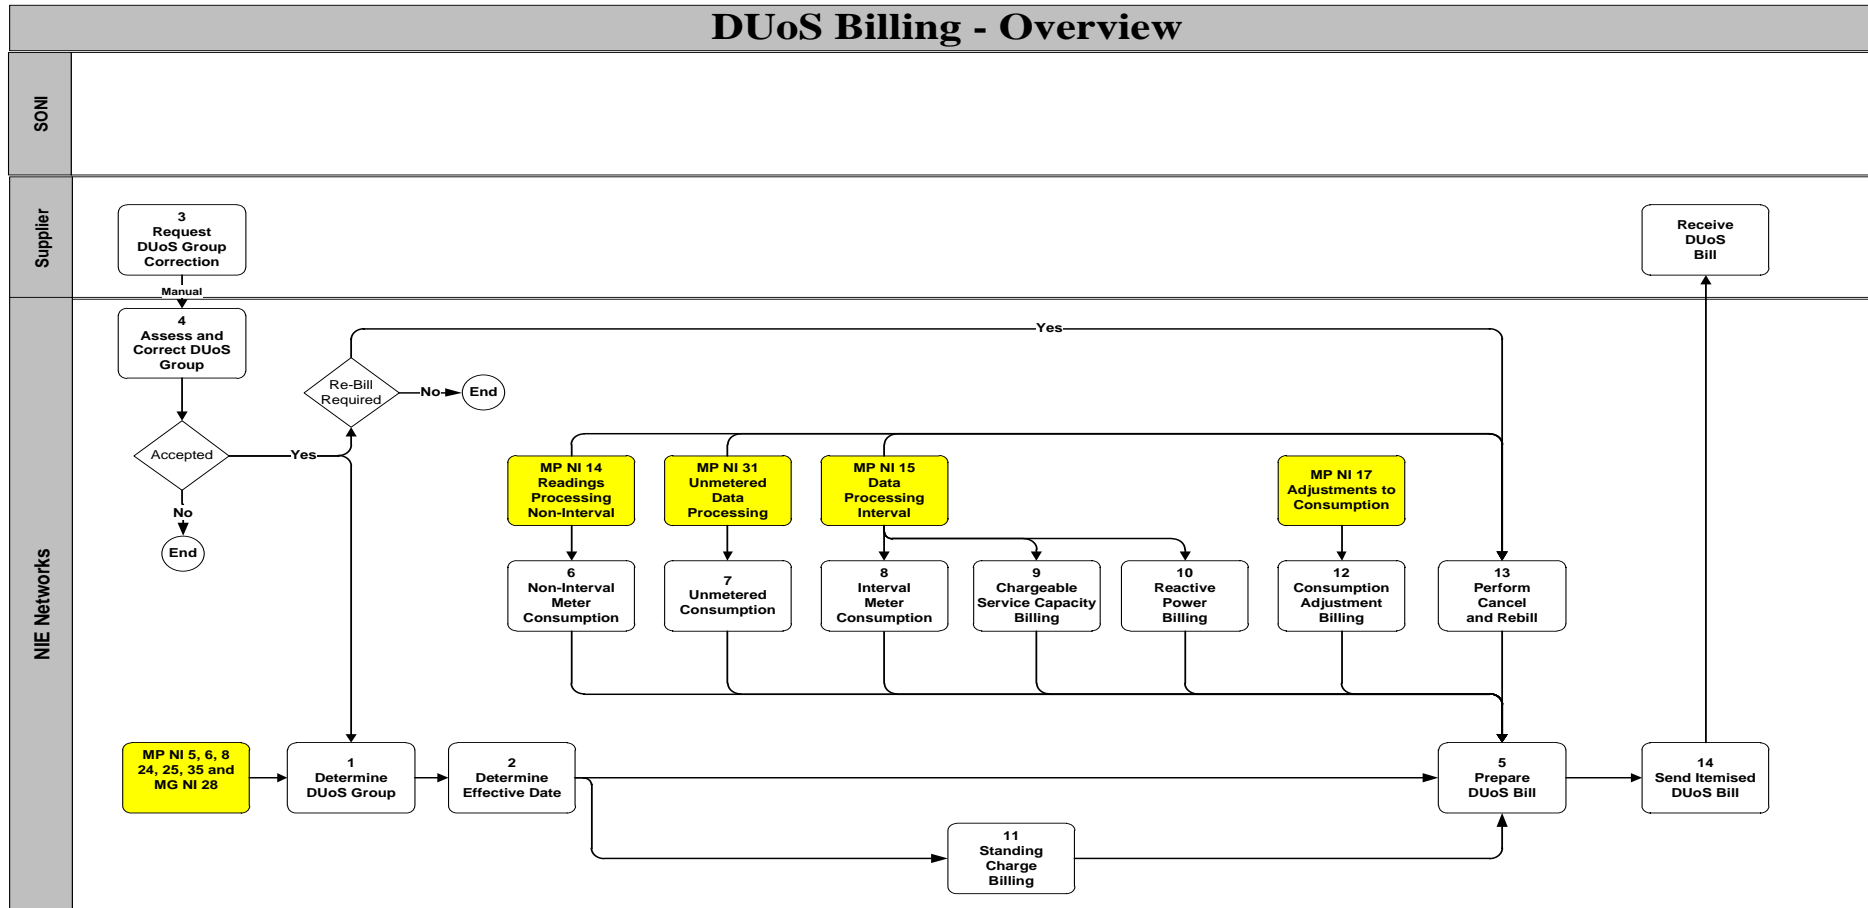 DUoS Billing - Overview
SONI
Supplier
NIE Networks
3
Request
DUoS Group
Correction
Manual
Receive
DUoS
Bill
4
Assess and
Correct DUoS
Group
Yes
Re-Bill
Required
No
End
Accepted
Yes
No
End
MP NI 14
Readings
Processing
Non-Interval
MP NI 31
Unmetered
Data
Processing
MP NI 15
Data
Processing
Interval
MP NI 17
Adjustments to
Consumption
6
Non-Interval
Meter
Consumption
7
Unmetered
Consumption
8
Interval
Meter
Consumption
9
Chargeable
Service Capacity
Billing
10
Reactive
Power
Billing
12
Consumption
Adjustment
Billing
13
Perform
Cancel
and Rebill
MP NI 5, 6, 8
24, 25, 35 and
MG NI 28
1
Determine
DUoS Group
2
Determine
Effective Date
5
Prepare
DUoS Bill
14
Send Itemised
DUoS Bill
11
Standing
Charge
Billing